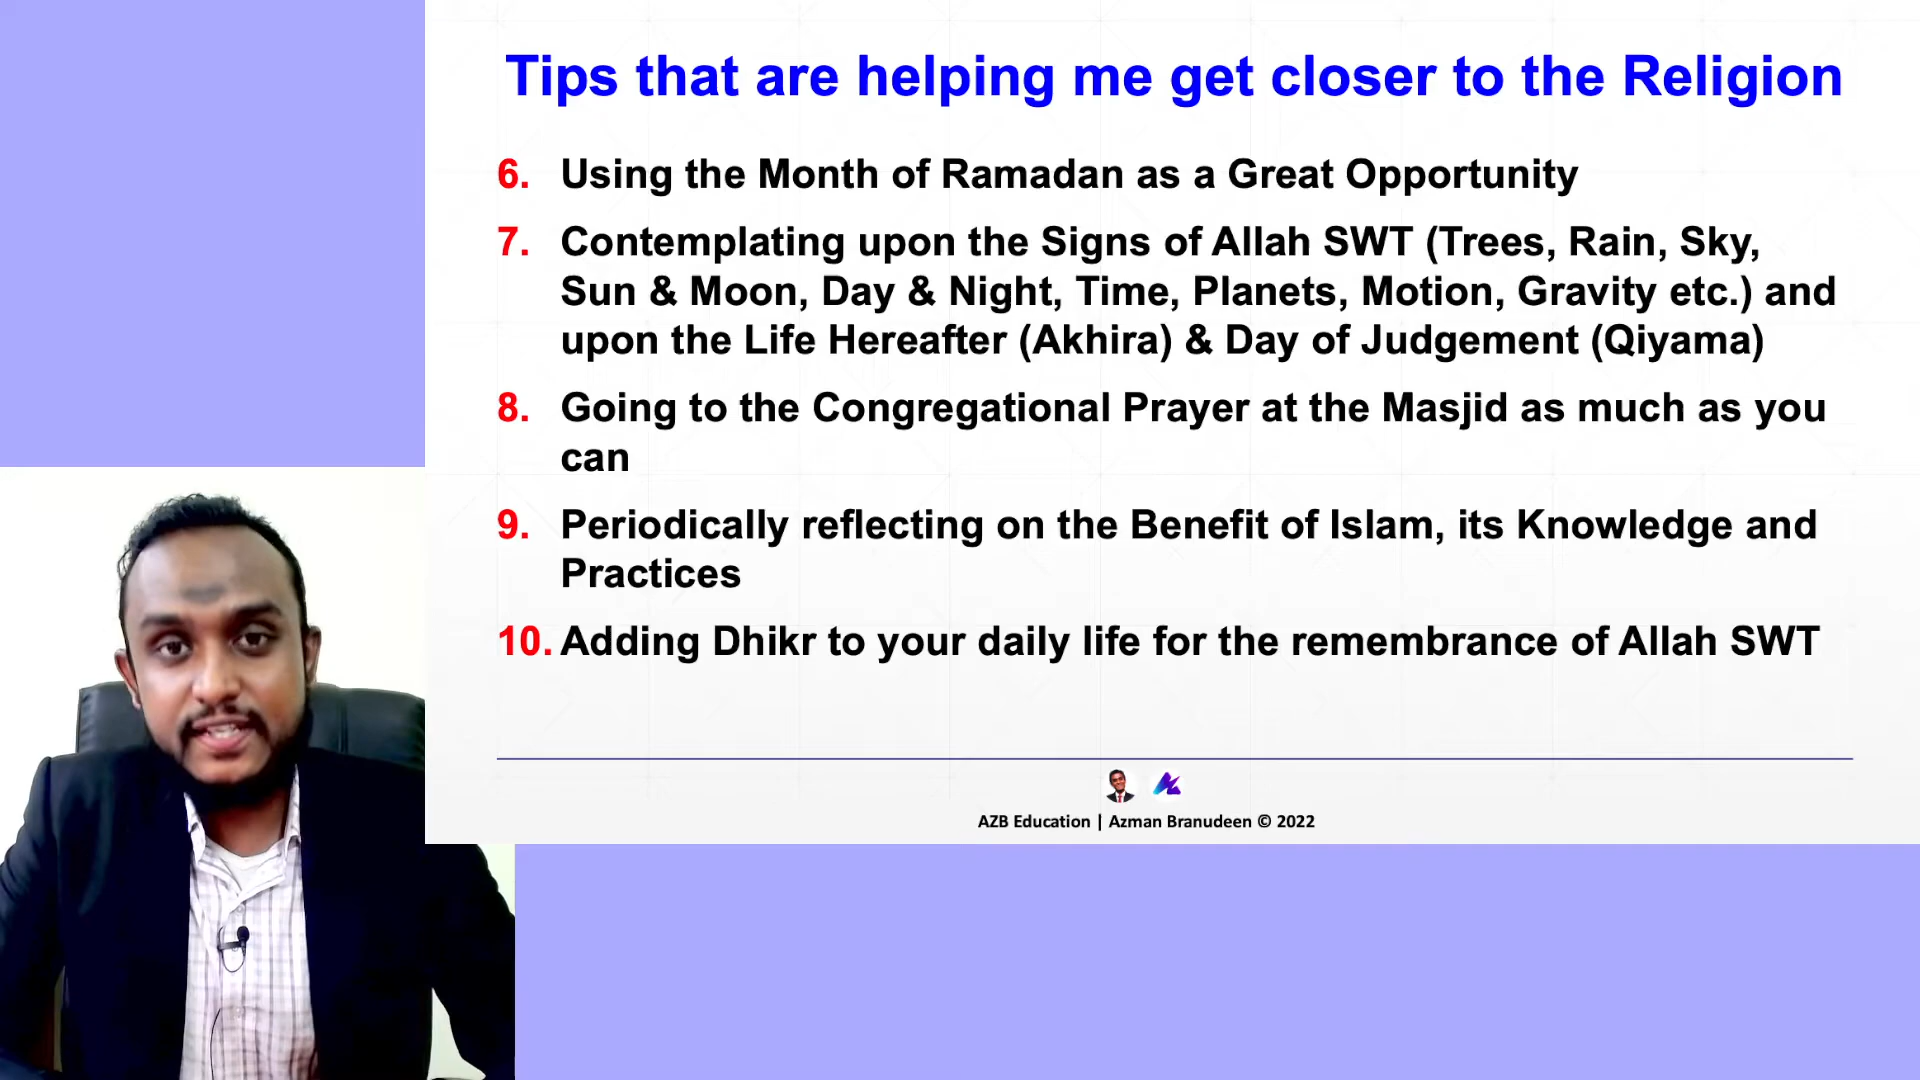 Tips that are helping me get closer to the Religion
6. Using the Month of Ramadan as a Great Opportunity
7. Contemplating upon the Signs of Allah SWT (Trees, Rain, Sky,
Sun & Moon, Day & Night, Time, Planets, Motion, Gravity etc.) and
upon the Life Hereafter (Akhira) & Day of Judgement (Qiyama)
8. Going to the Congregational Prayer at the Masjid as much as you
can
9. Periodically reflecting on the Benefit of Islam, its Knowledge and
Practices
10. Adding Dhikr to your daily life for the remembrance of Allah SWT
AZB Education | Azman Branudeen © 2022